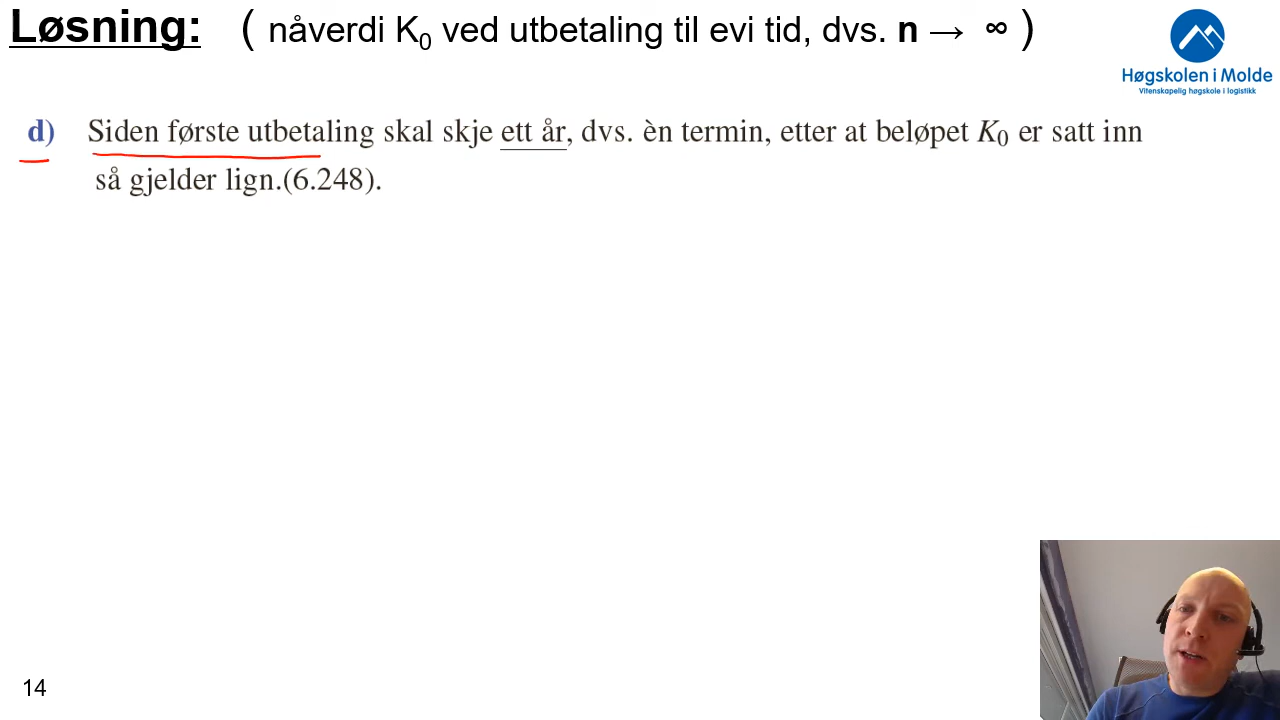 Løsning: ( nåverdi K₀ ved utbetaling til evi tid, dvs. n → ∞ )
Høgskolen i Molde
Vitenskapelig høgskole i logistikk
d) Siden første utbetaling skal skje ett år, dvs. èn termin, etter at beløpet K₀ er satt inn
så gjelder lign.(6.248).
14